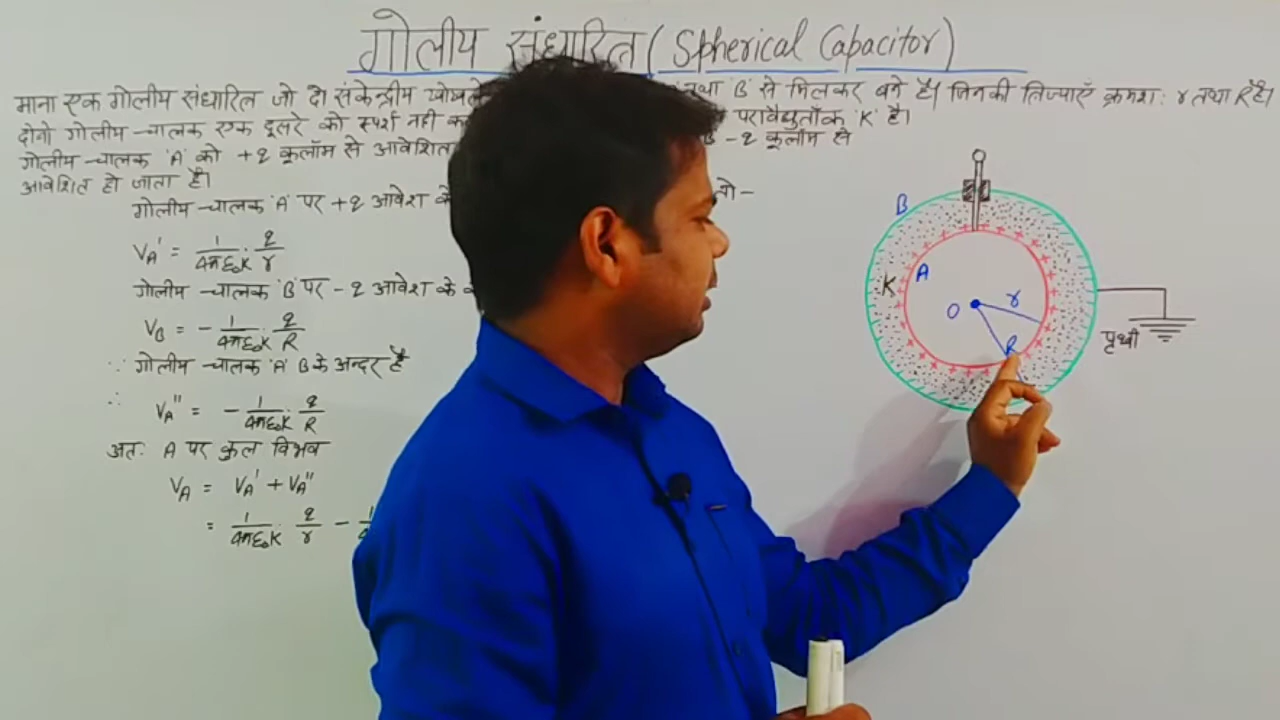 गोलीय संधारित (Spherical Capacitor)
माना एक गोलीय संधारित जो दो संकेन्द्रीय खोखले तथा 'B' से मिलकर बने है। जिनकी त्रिज्याएँ क्रमश: r तथा R है।
दोनो गोलीय चालक एक दूसरे को स्पर्श नही परावैद्युताँक 'K' है।
गोलीय चालक 'A' को +q कूलॉम से आवेशित -q कूलॉम से
आवेशित हो जाता है।
गोलीय चालक 'A' पर +q आवेश के तो -
V_A' = 1/4πε₀K · q/r
गोलीय चालक 'B' पर -q आवेश के
V_B = - 1/4πε₀K · q/R
∵ गोलीय चालक 'A' B के अन्दर है
∴ V_A'' = - 1/4πε₀K · q/R
अत: A पर कुल विभव
V_A = V_A' + V_A''
= 1/4πε₀K · q/r -
B
A
K
O
r
R
पृथ्वी